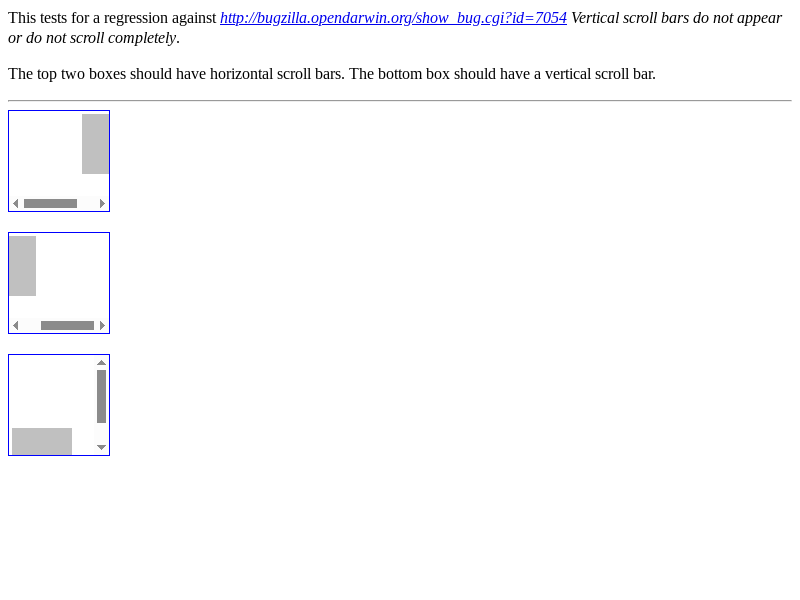 This tests for a regression against http://bugzilla.opendarwin.org/show_bug.cgi?id=7054 Vertical scroll bars do not appear
or do not scroll completely.
The top two boxes should have horizontal scroll bars. The bottom box should have a vertical scroll bar.